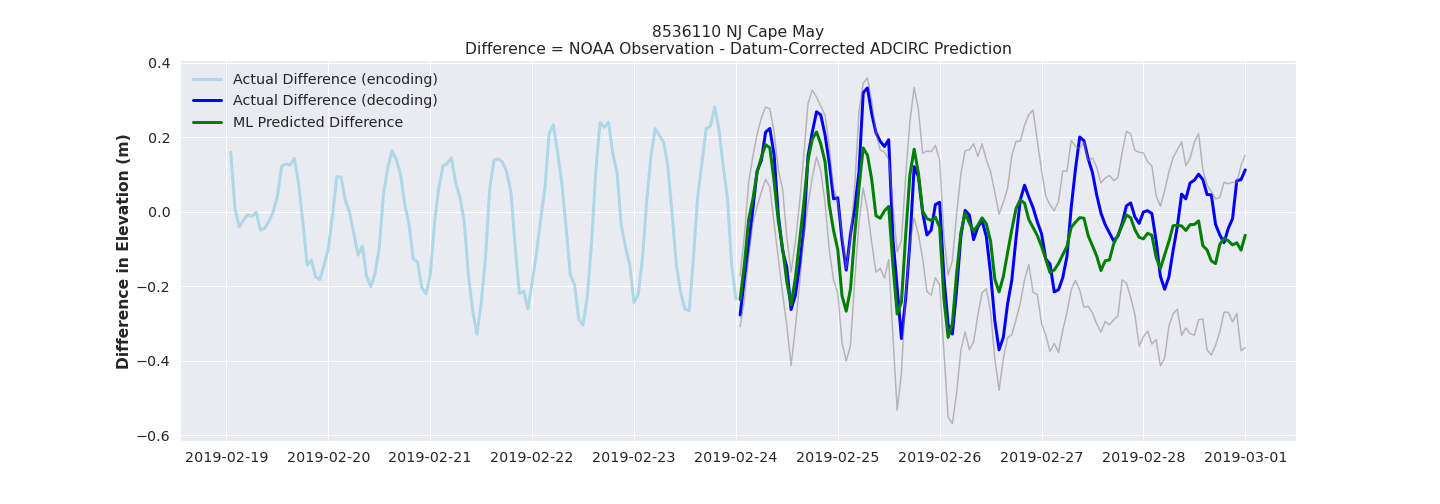 8536110 NJ Cape May
Difference = NOAA Observation - Datum-Corrected ADCIRC Prediction
Actual Difference (encoding)
Actual Difference (decoding)
ML Predicted Difference
Difference in Elevation (m)
0.4
0.2
0.0
−0.2
−0.4
−0.6
2019-02-19
2019-02-20
2019-02-21
2019-02-22
2019-02-23
2019-02-24
2019-02-25
2019-02-26
2019-02-27
2019-02-28
2019-03-01